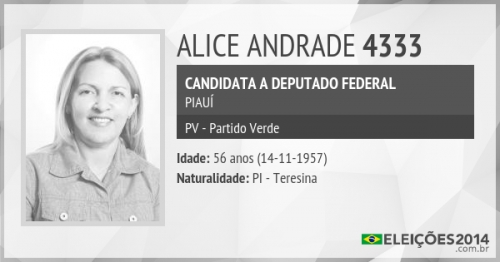 ALICE ANDRADE 4333
CANDIDATA A DEPUTADO FEDERAL
PIAUÍ
PV - Partido Verde
Idade: 56 anos (14-11-1957)
Naturalidade: PI - Teresina
ELEIÇÕES2014
.com.br